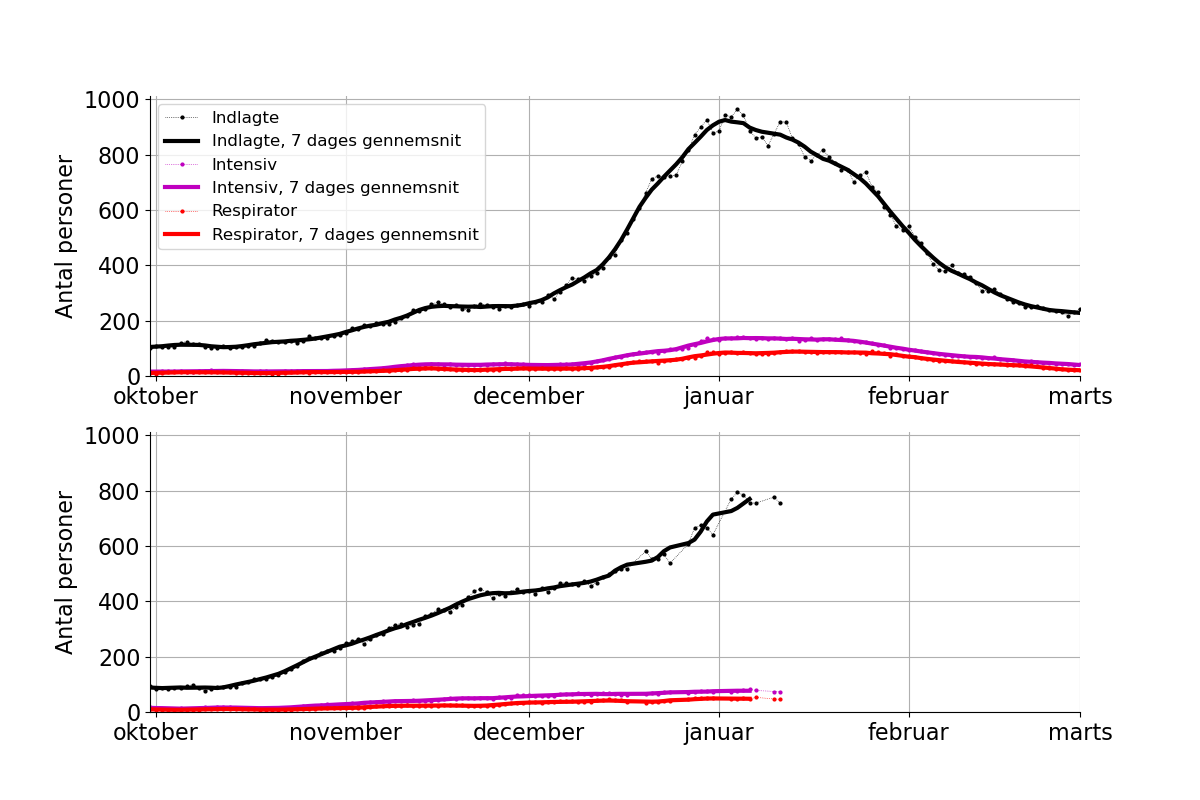 1000
800
600
400
200
0
Antal personer
Indlagte
Indlagte, 7 dages gennemsnit
Intensiv
Intensiv, 7 dages gennemsnit
Respirator
Respirator, 7 dages gennemsnit
oktober november december januar februar marts
1000
800
600
400
200
0
Antal personer
oktober november december januar februar marts